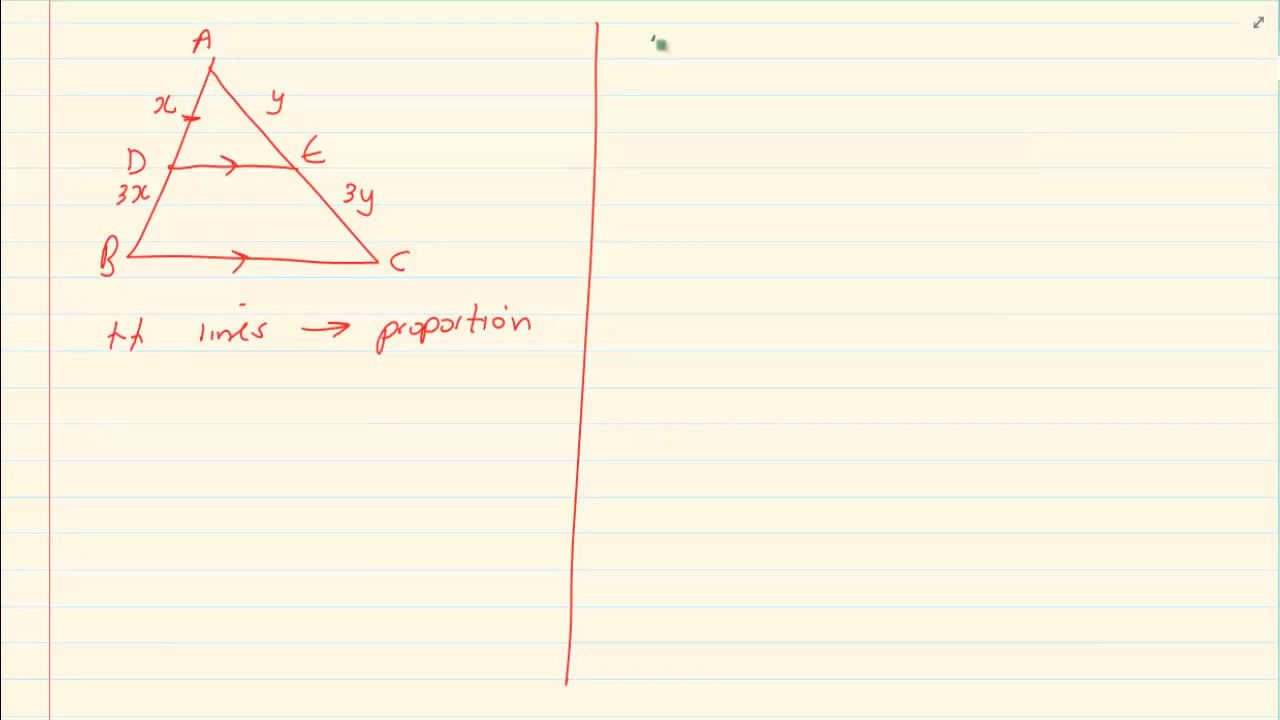 A
x y
D E
3x 3y
B C
++ lines → proportion